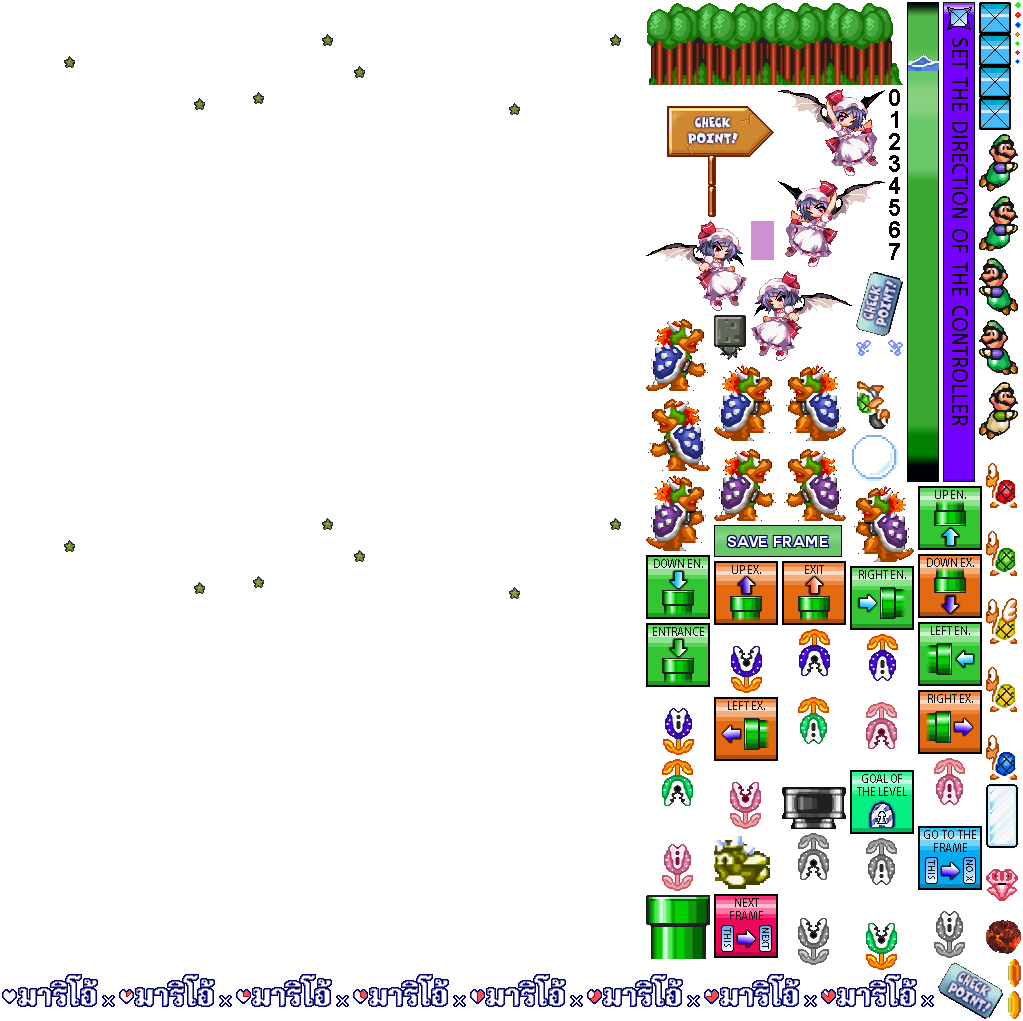 CHECK
POINT!
0
1
2
3
4
5
6
7
SET THE DIRECTION OF THE CONTROLLER
CHECK
POINT!
UP EN.
SAVE FRAME
DOWN EN.
UP EX.
EXIT
RIGHT EN.
DOWN EX.
ENTRANCE
LEFT EN.
LEFT EX.
RIGHT EX.
GOAL OF
THE LEVEL
GO TO THE
FRAME
THIS
NO.X
NEXT
FRAME
THIS
NEXT
มาริโอ้ x มาริโอ้ x มาริโอ้ x มาริโอ้ x มาริโอ้ x มาริโอ้ x มาริโอ้ x มาริโอ้ x
CHECK
POINT!